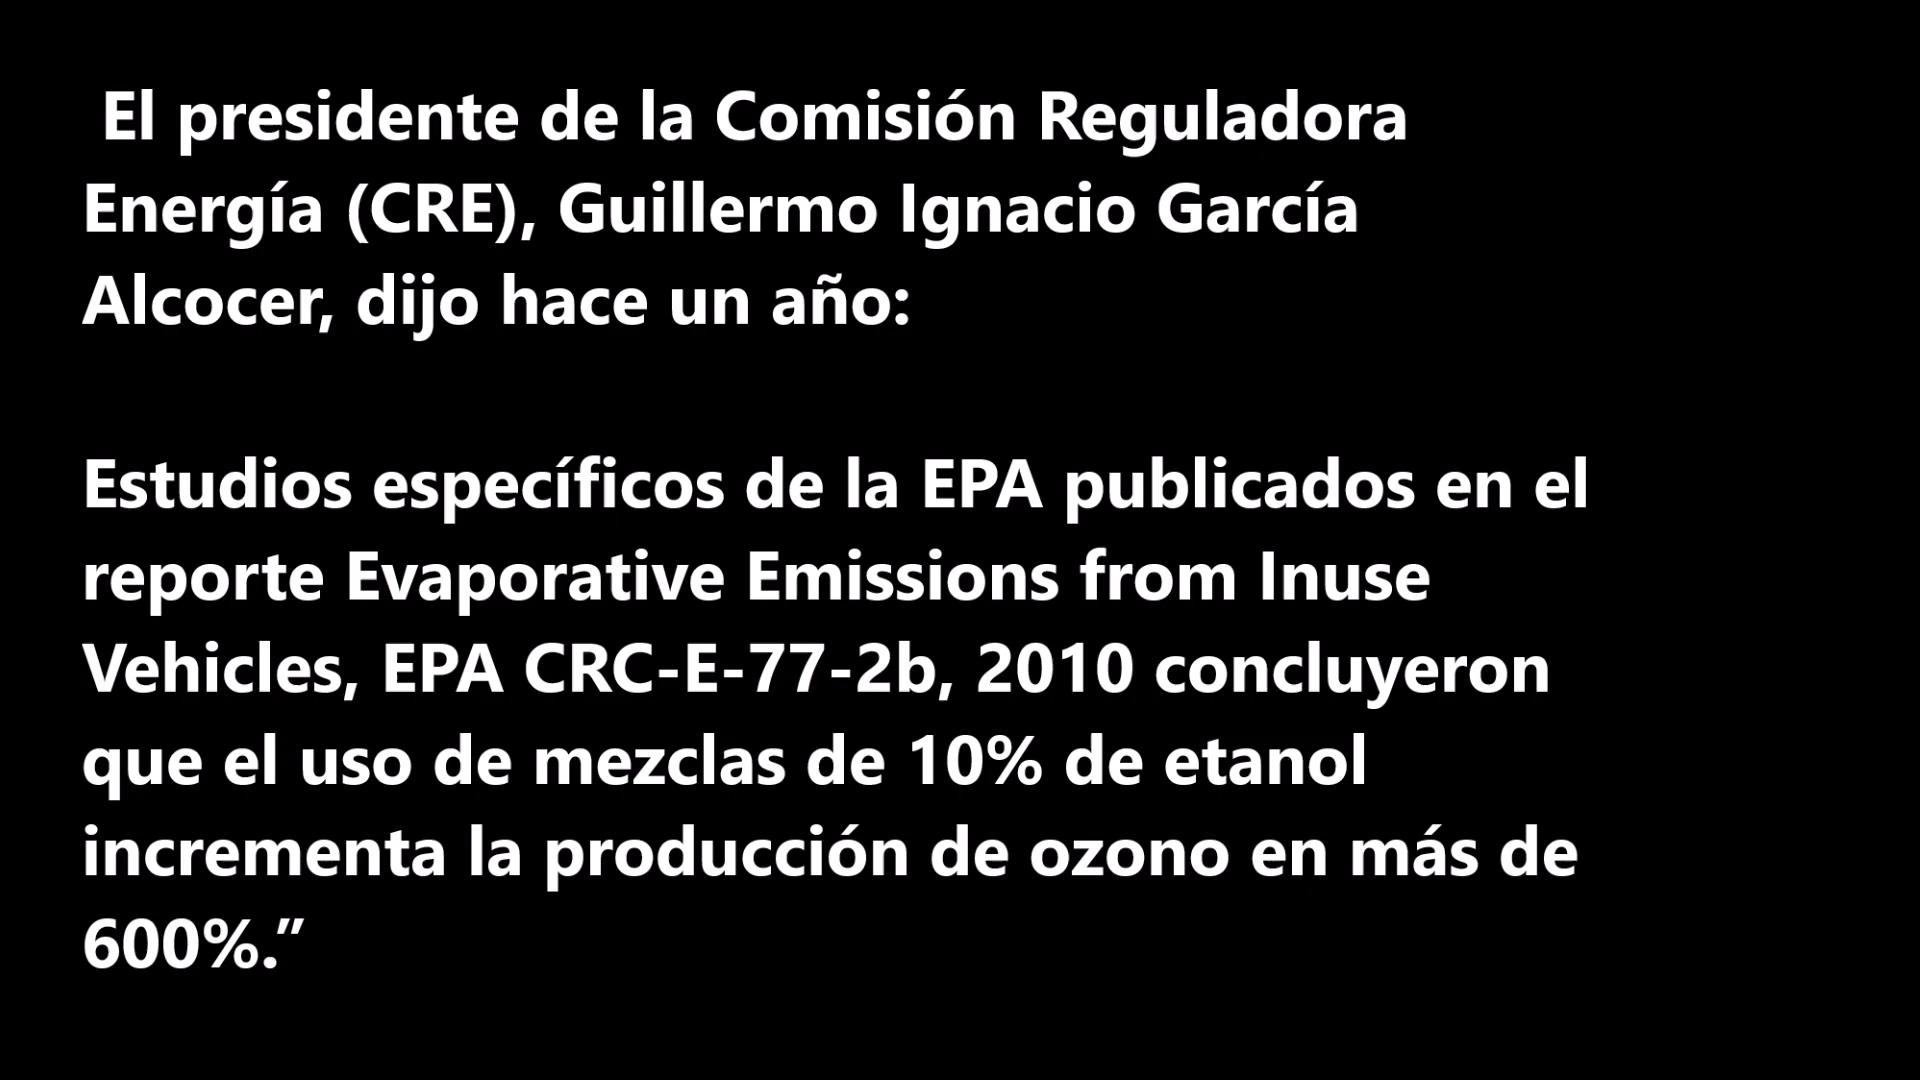 El presidente de la Comisión Reguladora
Energía (CRE), Guillermo Ignacio García
Alcocer, dijo hace un año:
Estudios específicos de la EPA publicados en el
reporte Evaporative Emissions from Inuse
Vehicles, EPA CRC-E-77-2b, 2010 concluyeron
que el uso de mezclas de 10% de etanol
incrementa la producción de ozono en más de
600%.”